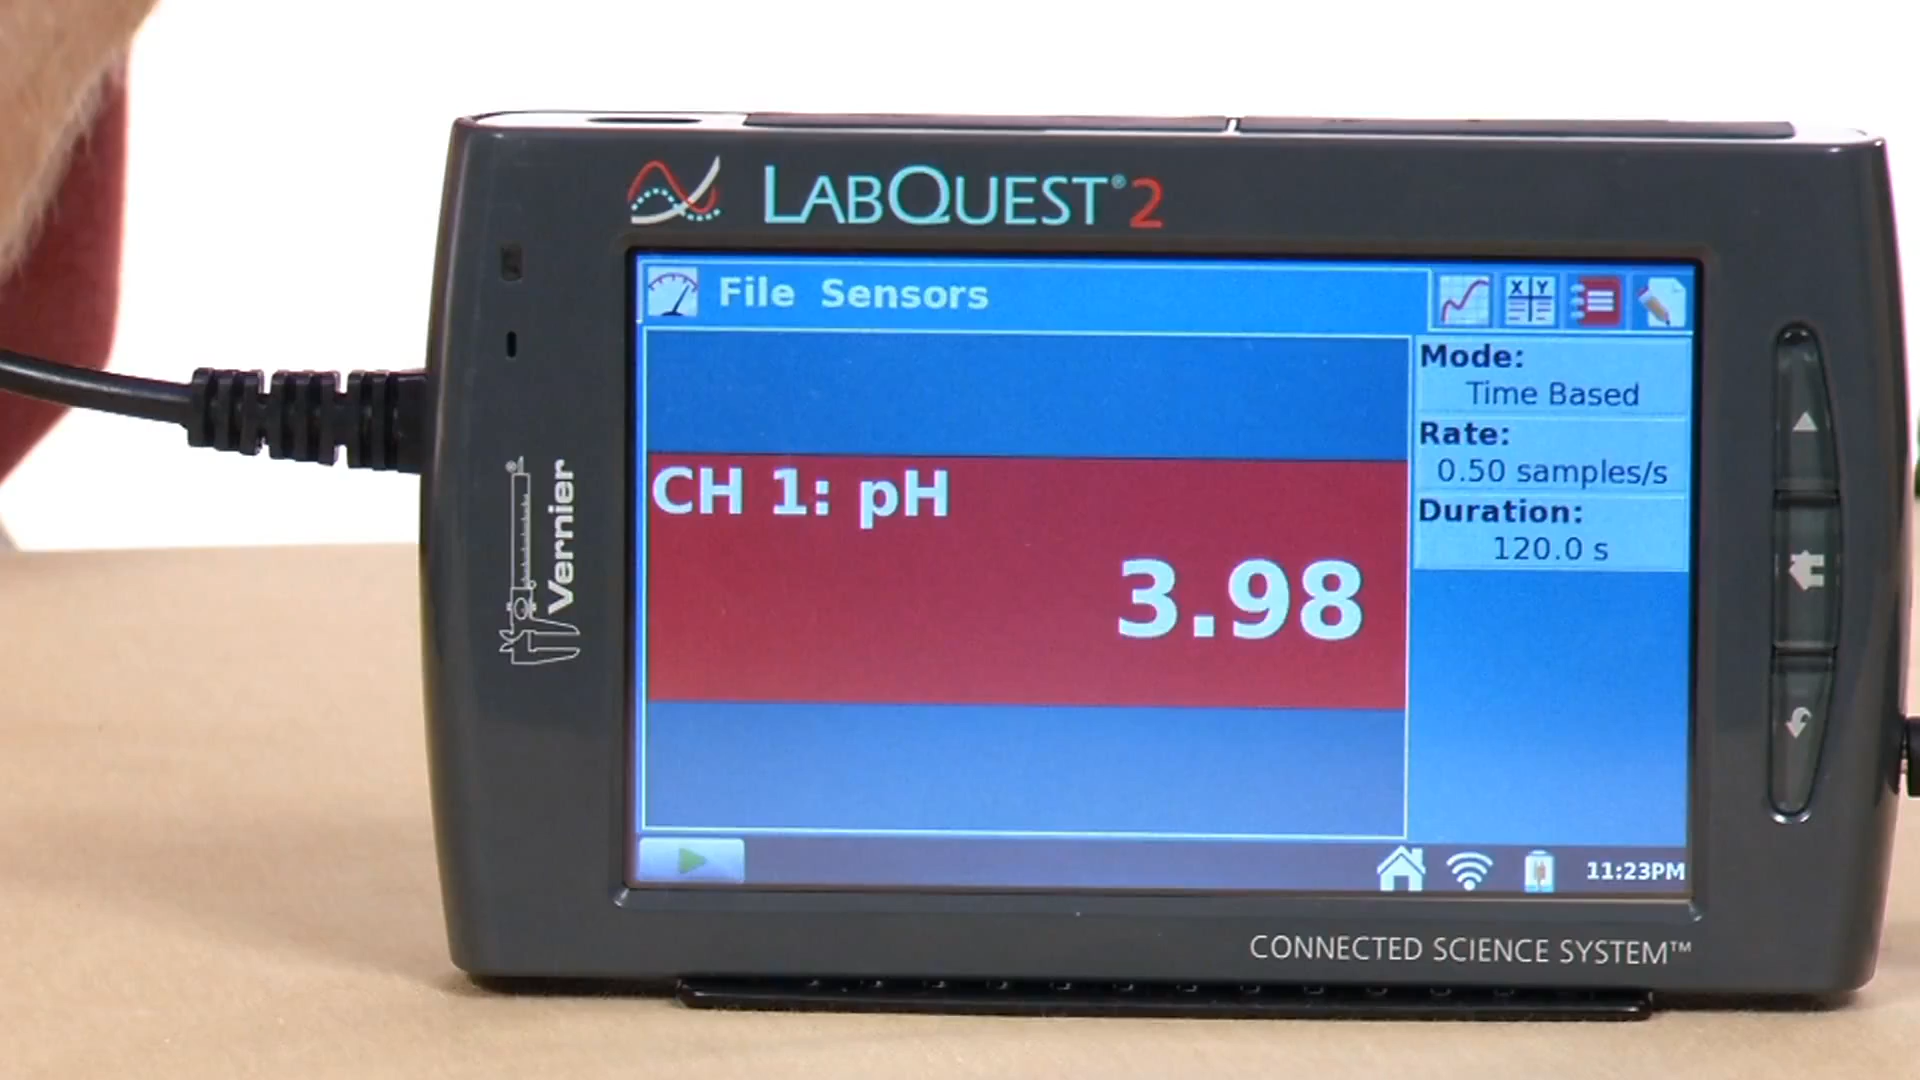 LABQUEST®2
File Sensors
X Y
Mode:
Time Based
Rate:
0.50 samples/s
Duration:
120.0 s
CH 1: pH
3.98
Vernier®
11:23PM
CONNECTED SCIENCE SYSTEM™